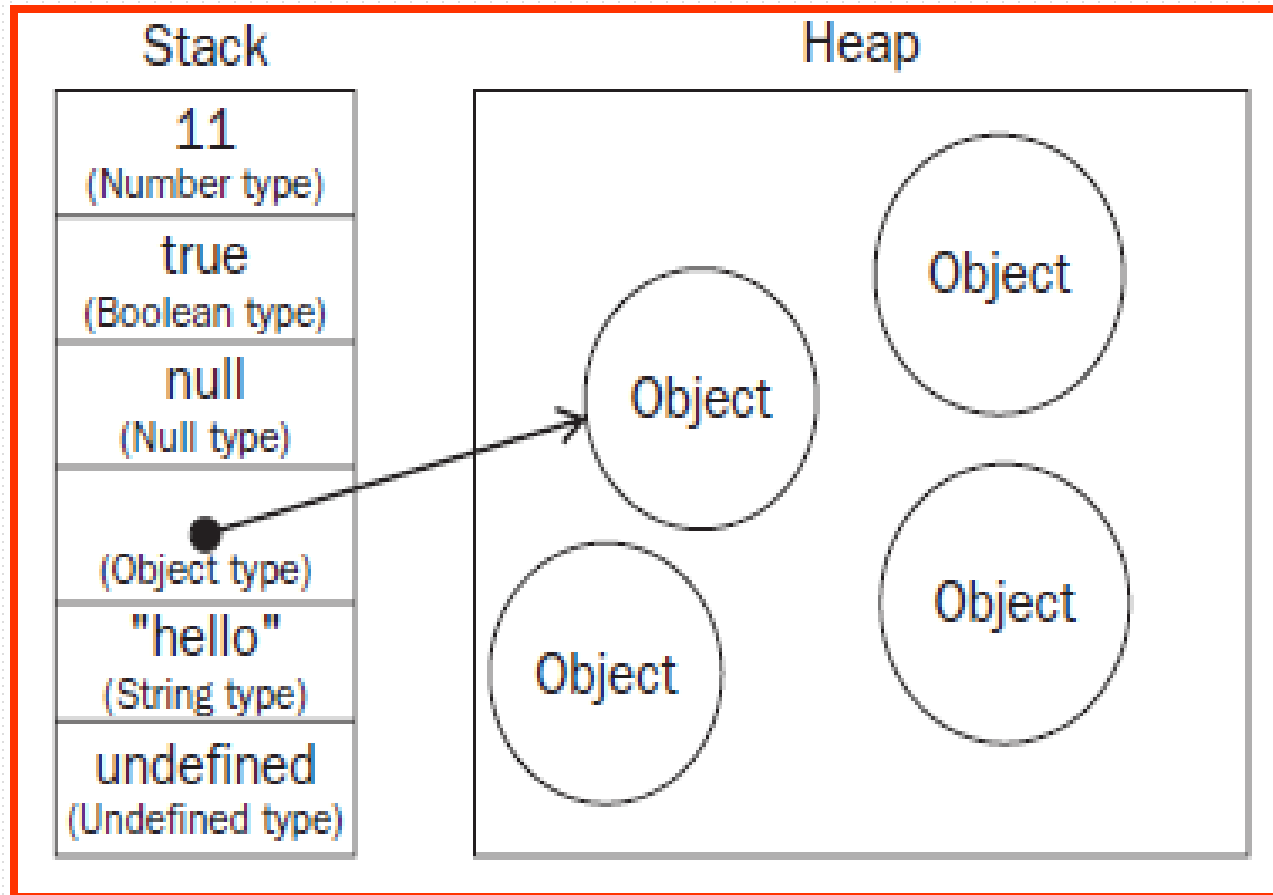 Stack
Heap
11
(Number type)
true
(Boolean type)
null
(Null type)
(Object type)
"hello"
(String type)
undefined
(Undefined type)
Object
Object
Object
Object